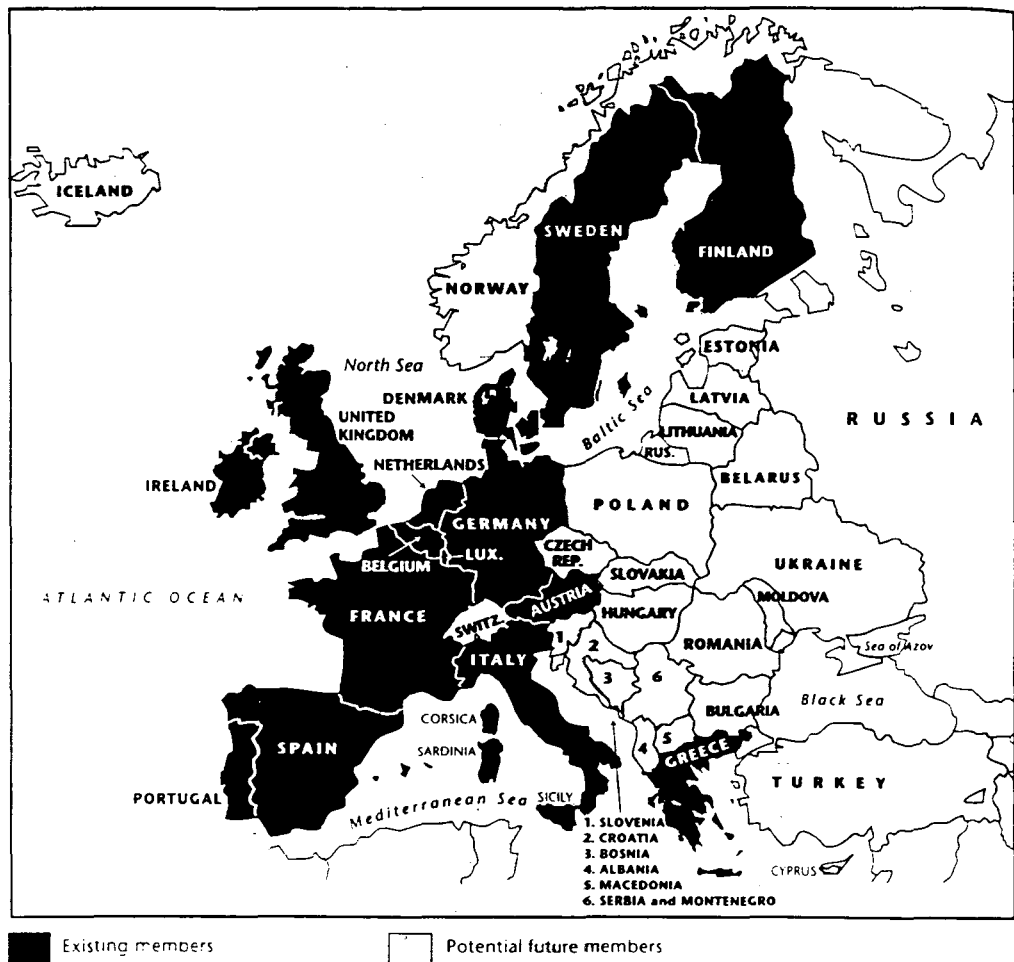 ICELAND
SWEDEN
FINLAND
NORWAY
North Sea
ESTONIA
DENMARK
LATVIA
Baltic Sea
RUSSIA
UNITED
KINGDOM
LITHUANIA
RUS.
NETHERLANDS
BELARUS
IRELAND
POLAND
GERMANY
CZECH
REP.
LUX.
BELGIUM
SLOVAKIA
UKRAINE
ATLANTIC OCEAN
AUSTRIA
MOLDOVA
HUNGARY
FRANCE
SWITZ.
1
2
ROMANIA
Sea of Azov
ITALY
3
6
BULGARIA
Black Sea
CORSICA
SPAIN
SARDINIA
4
5
GREECE
TURKEY
PORTUGAL
Mediterranean Sea
SICILY
1. SLOVENIA
2. CROATIA
3. BOSNIA
4. ALBANIA
5. MACEDONIA
6. SERBIA and MONTENEGRO
CYPRUS
Existing members
Potential future members